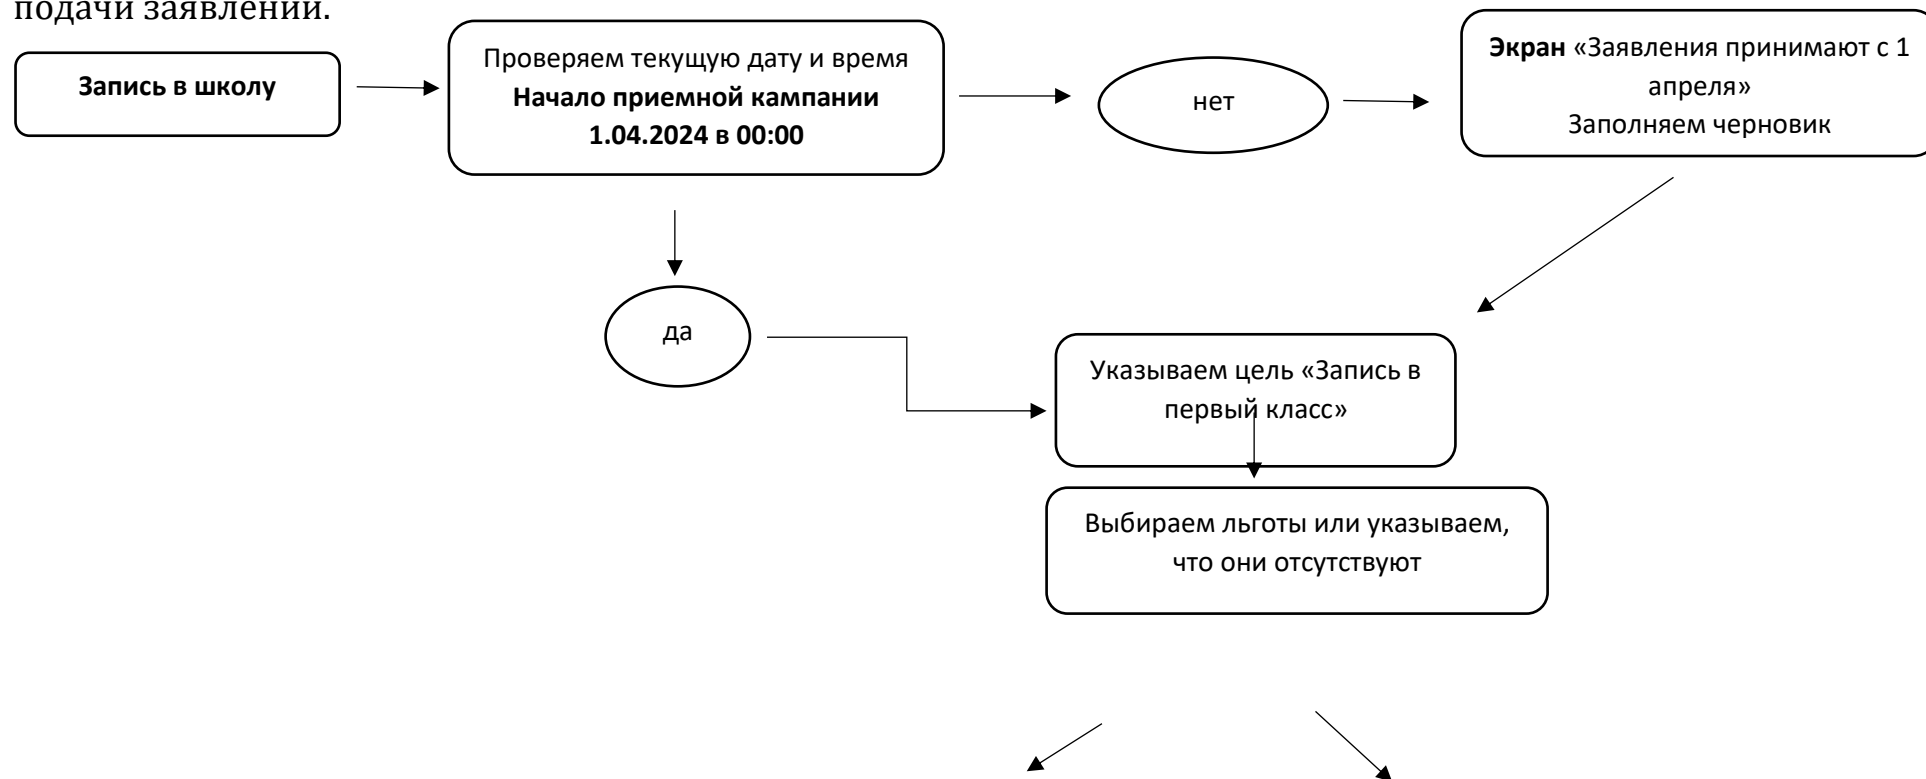 подачи заявлений.
Запись в школу
Проверяем текущую дату и время
Начало приемной кампании
1.04.2024 в 00:00
нет
Экран «Заявления принимают с 1
апреля»
Заполняем черновик
да
Указываем цель «Запись в
первый класс»
Выбираем льготы или указываем,
что они отсутствуют